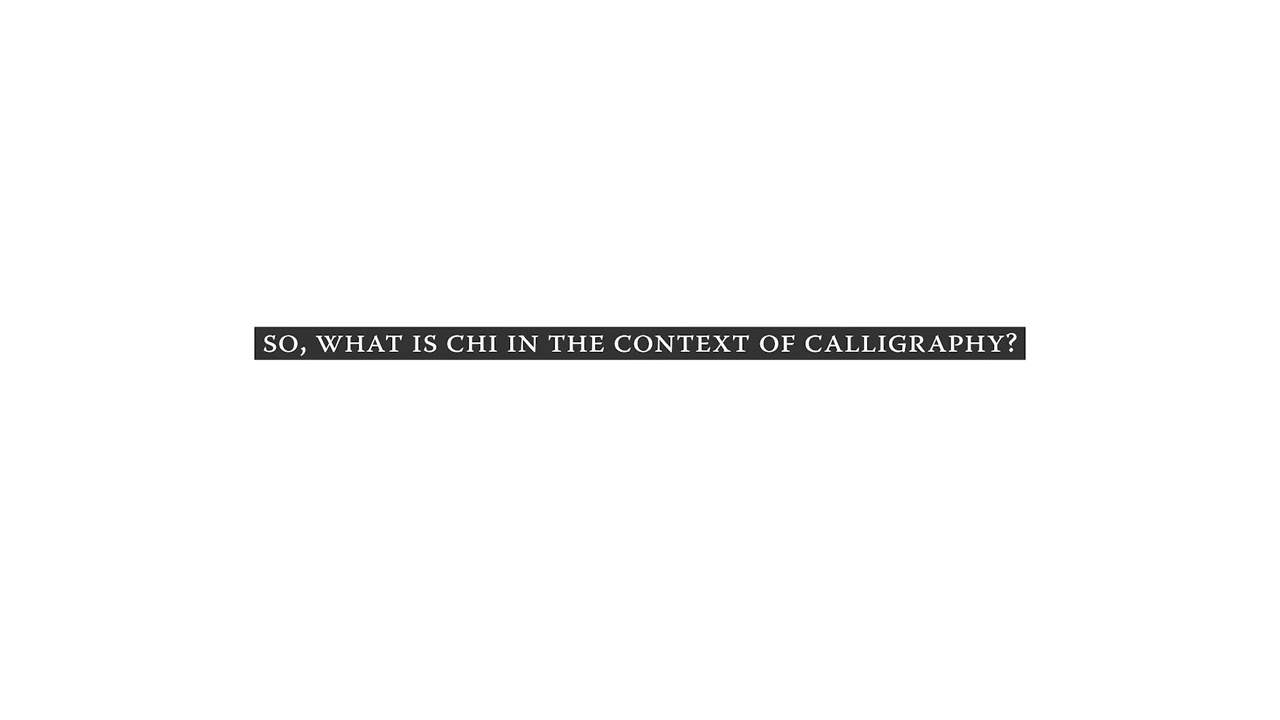 SO, WHAT IS CHI IN THE CONTEXT OF CALLIGRAPHY?